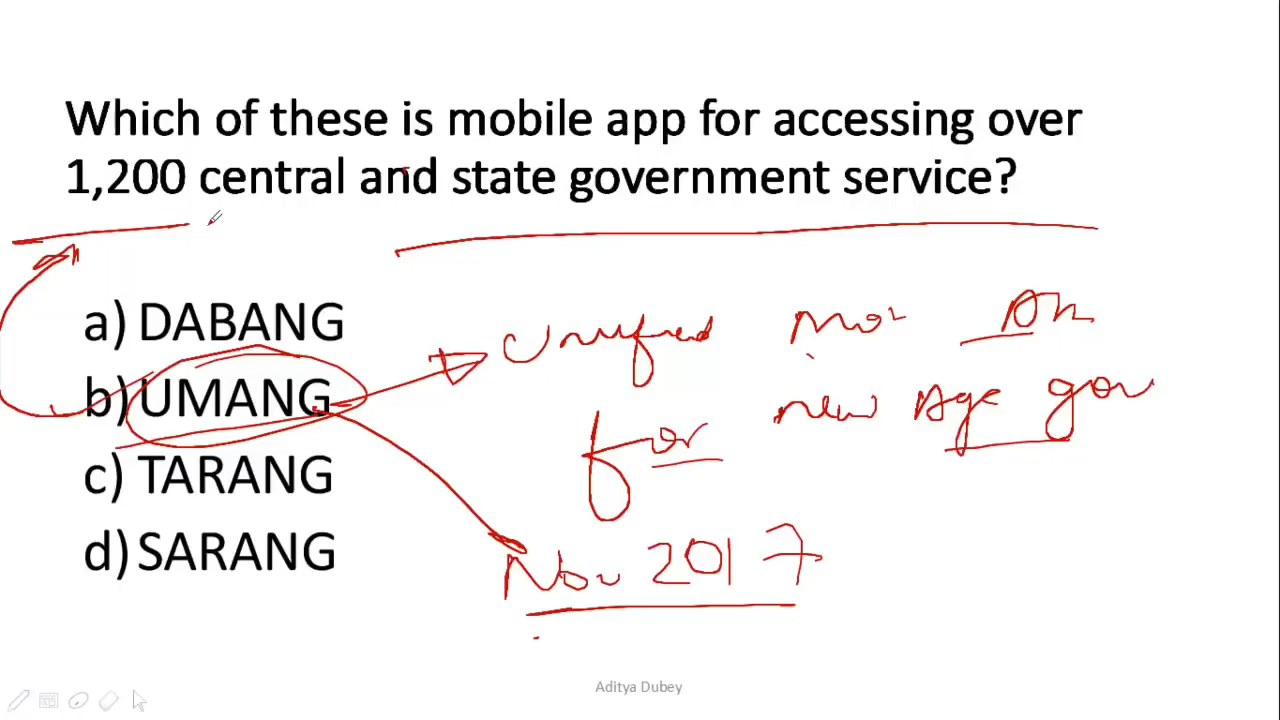 Which of these is mobile app for accessing over
1,200 central and state government service?
a) DABANG
b) UMANG
c) TARANG
d) SARANG
Unified Mob
for new Age gov
Nov 2017
Aditya Dubey